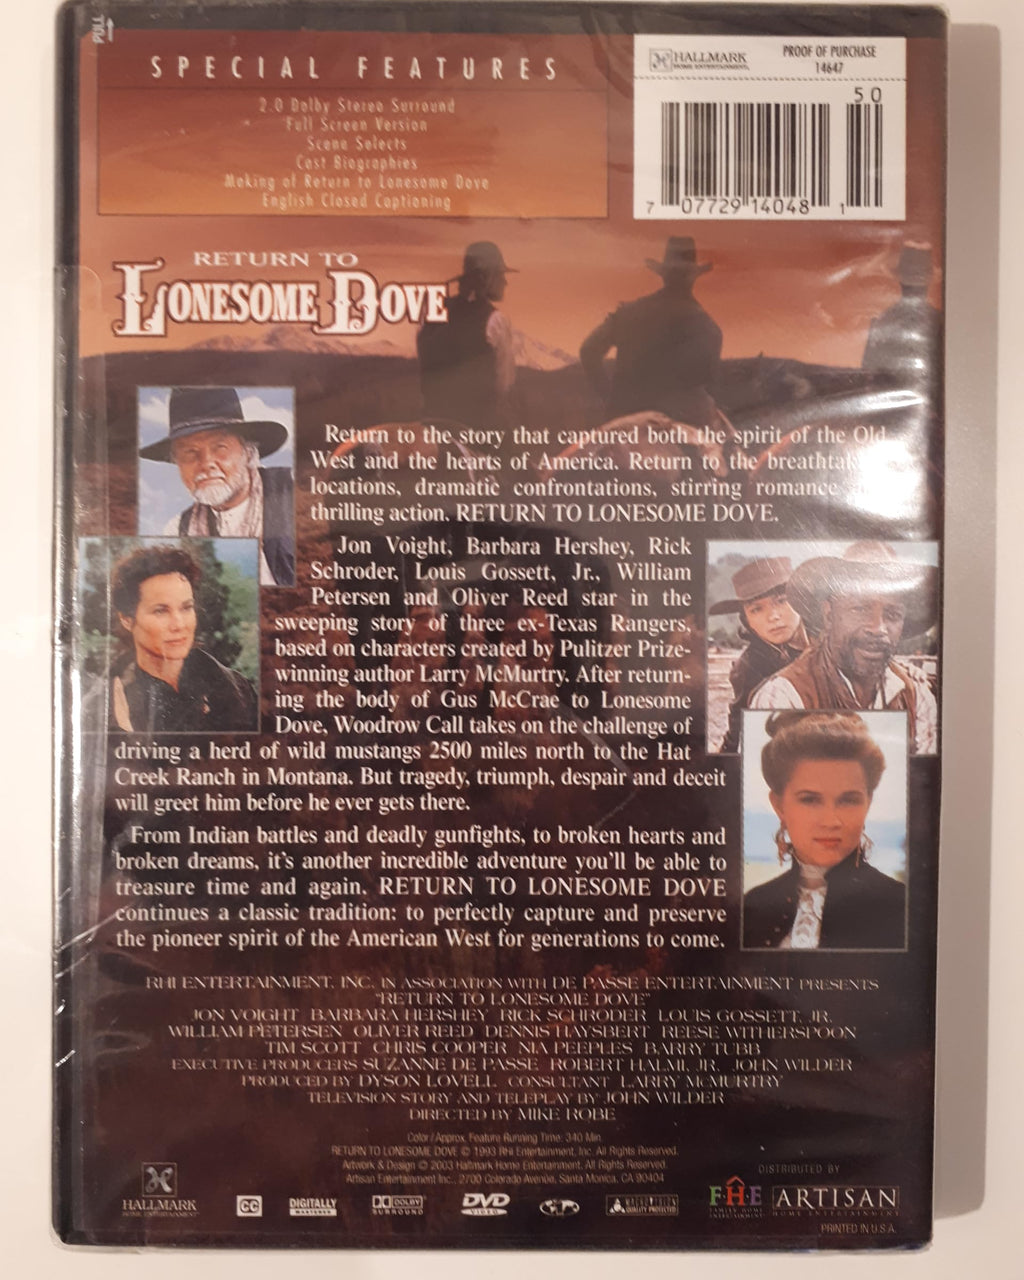 PULL
SPECIAL FEATURES
2.0 Dolby Stereo Surround
Full Screen Version
Scene Selects
Cast Biographies
Making of Return to Lonesome Dove
English Closed Captioning
HALLMARK
HOME ENTERTAINMENT
PROOF OF PURCHASE
14647
50
7 07729 14048 1
RETURN TO
LONESOME DOVE
Return to the story that captured both the spirit of the Old
West and the hearts of America. Return to the
locations, dramatic confrontations, stirring romance
thrilling action. RETURN TO LONESOME DOVE.
Jon Voight, Barbara Hershey, Rick
Schroder, Louis Gossett, Jr., William
Petersen and Oliver Reed star in the
sweeping story of three ex-Texas Rangers,
based on characters created by Pulitzer Prize-
winning author Larry McMurtry. After return-
ing the body of Gus McCrae to Lonesome
Dove, Woodrow Call takes on the challenge of
driving a herd of wild mustangs 2500 miles north to the Hat
Creek Ranch in Montana. But tragedy, triumph, despair and deceit
will greet him before he ever gets there.
From Indian battles and deadly gunfights, to broken hearts and
broken dreams, it's another incredible adventure you'll be able to
treasure time and again. RETURN TO LONESOME DOVE
continues a classic tradition: to perfectly capture and preserve
the pioneer spirit of the American West for generations to come.
RHI ENTERTAINMENT, INC. IN ASSOCIATION WITH DE PASSE ENTERTAINMENT PRESENTS
"RETURN TO LONESOME DOVE"
JON VOIGHT BARBARA HERSHEY RICK SCHRODER LOUIS GOSSETT, JR.
WILLIAM PETERSEN OLIVER REED DENNIS HAYSBERT REESE WITHERSPOON
TIM SCOTT CHRIS COOPER NIA PEEPLES BARRY TUBB
EXECUTIVE PRODUCERS SUZANNE DE PASSE ROBERT HALMI, JR. JOHN WILDER
PRODUCED BY DYSON LOVELL CONSULTANT LARRY MCMURTRY
TELEVISION STORY AND TELEPLAY BY JOHN WILDER
DIRECTED BY MIKE ROBE
Color/Approx. Feature Running Time: 340 Min.
RETURN TO LONESOME DOVE © 1993 RHI Entertainment, Inc. All Rights Reserved.
Artwork & Design © 2003 Hallmark Home Entertainment. All Rights Reserved.
Artisan Entertainment Inc., 2700 Colorado Avenue, Santa Monica, CA 90404
DISTRIBUTED BY
HALLMARK
HOME ENTERTAINMENT
CC
DIGITALLY
MASTERED
DOLBY
SURROUND
DVD
VIDEO
MACROVISION
QUALITY PROTECTED
FHE
FAMILY HOME
ENTERTAINMENT
ARTISAN
HOME ENTERTAINMENT
PRINTED IN U.S.A.